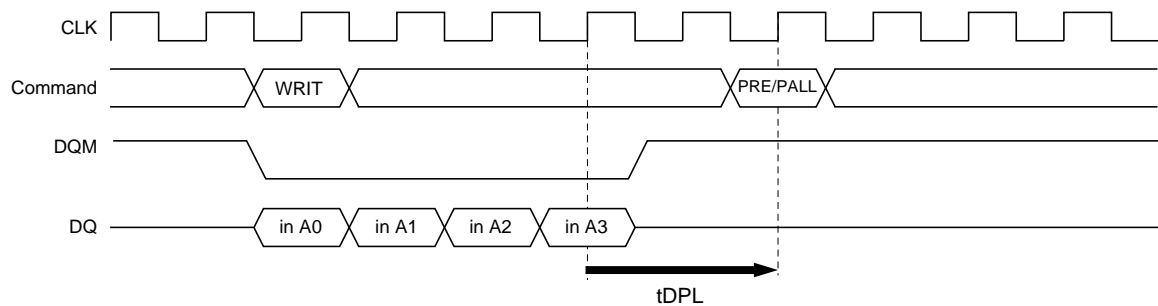 CLK
Command WRIT PRE/PALL
DQM
DQ in A0 in A1 in A2 in A3
tDPL